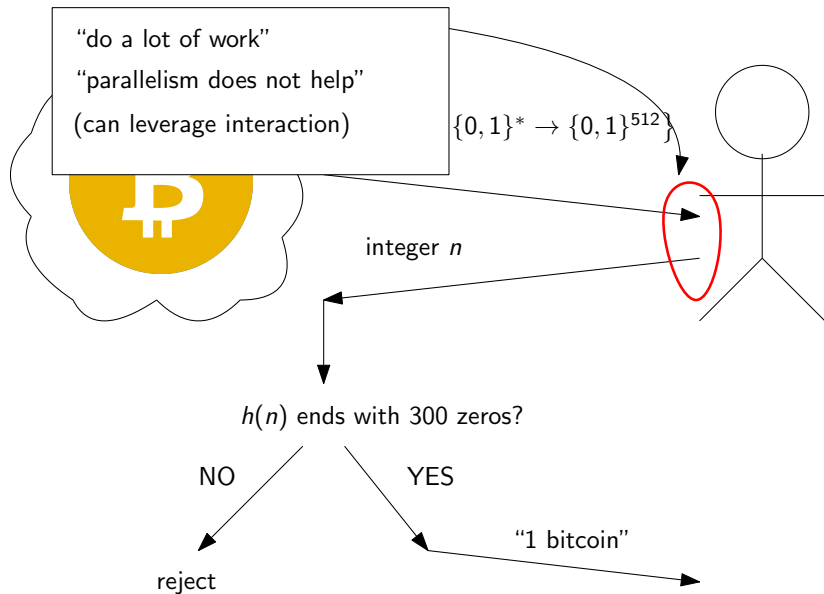 “do a lot of work”
“parallelism does not help”
(can leverage interaction)
{0, 1}* → {0, 1}⁵¹²}
integer n
h(n) ends with 300 zeros?
NO
YES
“1 bitcoin”
reject